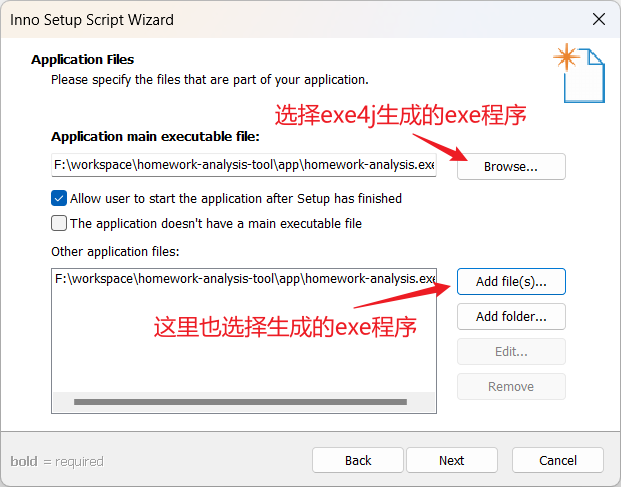 Inno Setup Script Wizard
Application Files
Please specify the files that are part of your application.
选择exe4j生成的exe程序
Application main executable file:
F:\workspace\homework-analysis-tool\app\homework-analysis.exe
Browse...
Allow user to start the application after Setup has finished
The application doesn't have a main executable file
Other application files:
F:\workspace\homework-analysis-tool\app\homework-analysis.exe
Add file(s)...
这里也选择生成的exe程序
Add folder...
Edit...
Remove
bold = required
Back
Next
Cancel